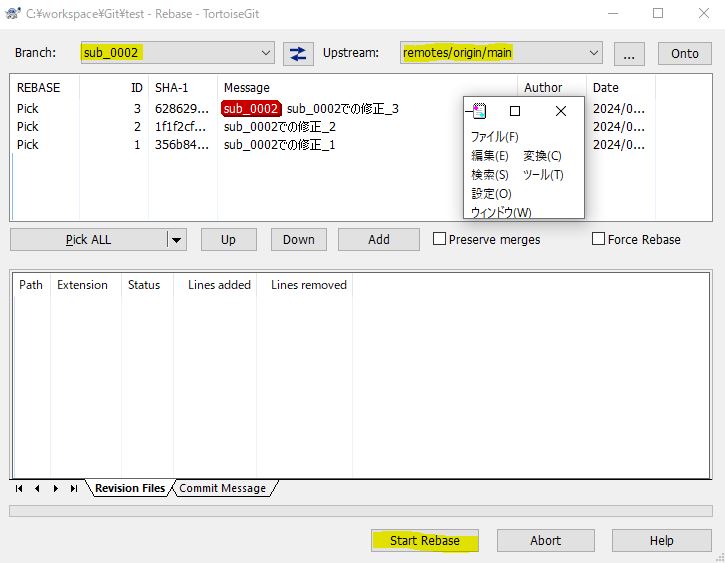 C:¥workspace¥Git¥test - Rebase - TortoiseGit
Branch: sub_0002 Upstream: remotes/origin/main ... Onto
REBASE ID SHA-1 Message Author Date
Pick 3 628629... sub_0002 sub_0002での修正_3 2024/0...
Pick 2 1f1f2cf... sub_0002での修正_2 2024/0...
Pick 1 356b84... sub_0002での修正_1 2024/0...
ファイル(F)
編集(E) 変換(C)
検索(S) ツール(T)
設定(O)
ウィンドウ(W)
Pick ALL Up Down Add Preserve merges Force Rebase
Path Extension Status Lines added Lines removed
Revision Files Commit Message
Start Rebase Abort Help